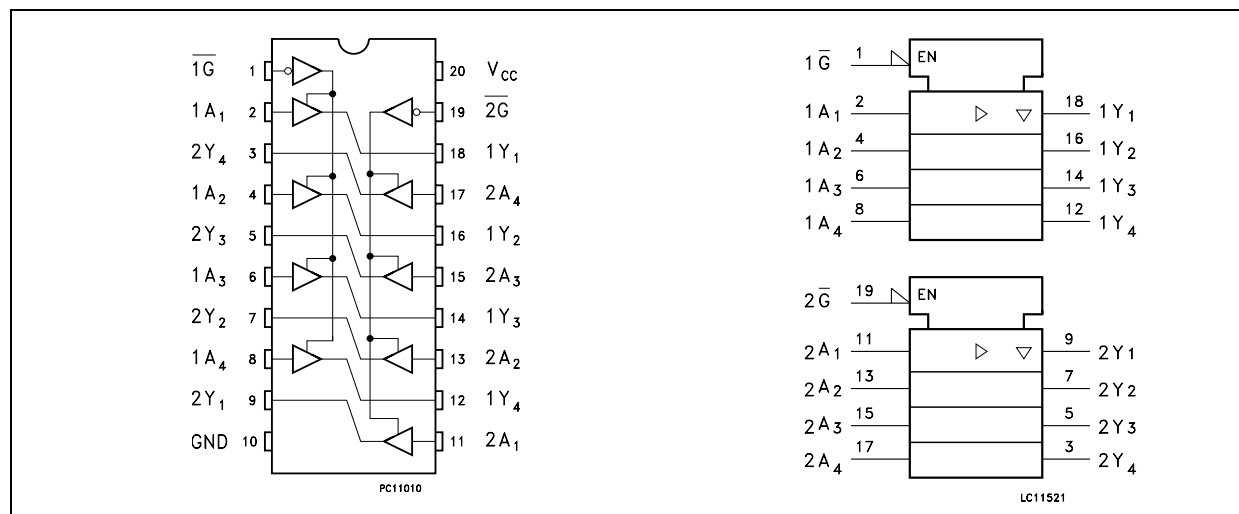 1G̅ 1 20 V_CC
1A₁ 2 19 2G̅
2Y₄ 3 18 1Y₁
1A₂ 4 17 2A₄
2Y₃ 5 16 1Y₂
1A₃ 6 15 2A₃
2Y₂ 7 14 1Y₃
1A₄ 8 13 2A₂
2Y₁ 9 12 1Y₄
GND 10 11 2A₁
PC11010
1G̅ 1 EN
1A₁ 2 18 1Y₁
1A₂ 4 16 1Y₂
1A₃ 6 14 1Y₃
1A₄ 8 12 1Y₄
2G̅ 19 EN
2A₁ 11 9 2Y₁
2A₂ 13 7 2Y₂
2A₃ 15 5 2Y₃
2A₄ 17 3 2Y₄
LC11521